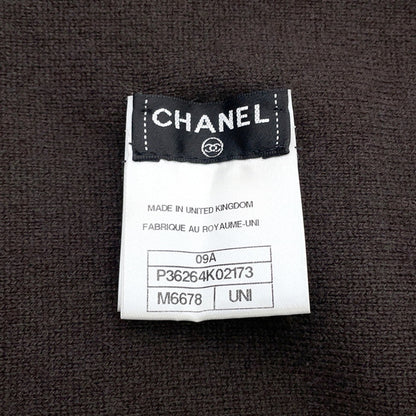 CHANEL
MADE IN UNITED KINGDOM
FABRIQUE AU ROYAUME-UNI
09A
P36264K02173
M6678 UNI